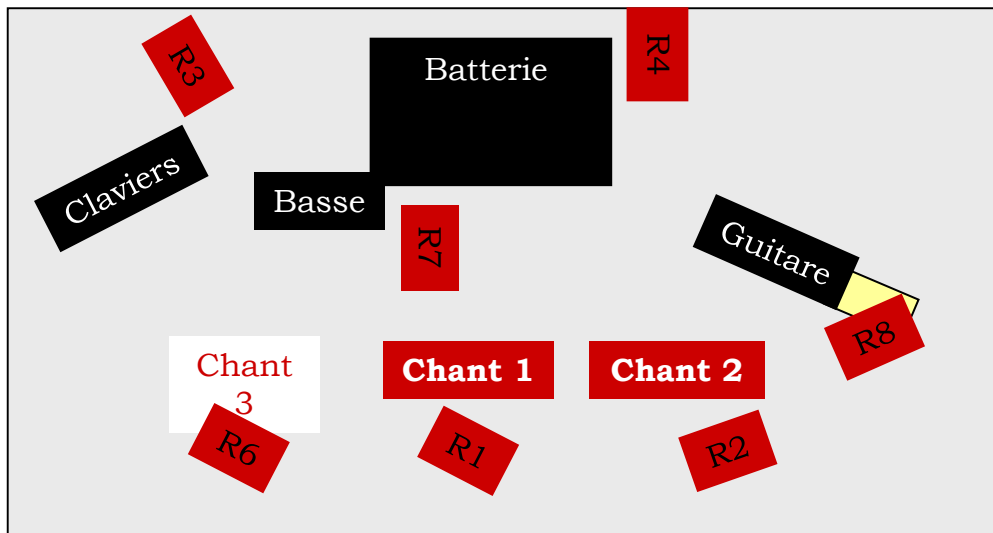 R3
Batterie
R4
Claviers
Basse
R7
Guitare
R8
Chant
3
Chant 1
Chant 2
R6
R1
R2